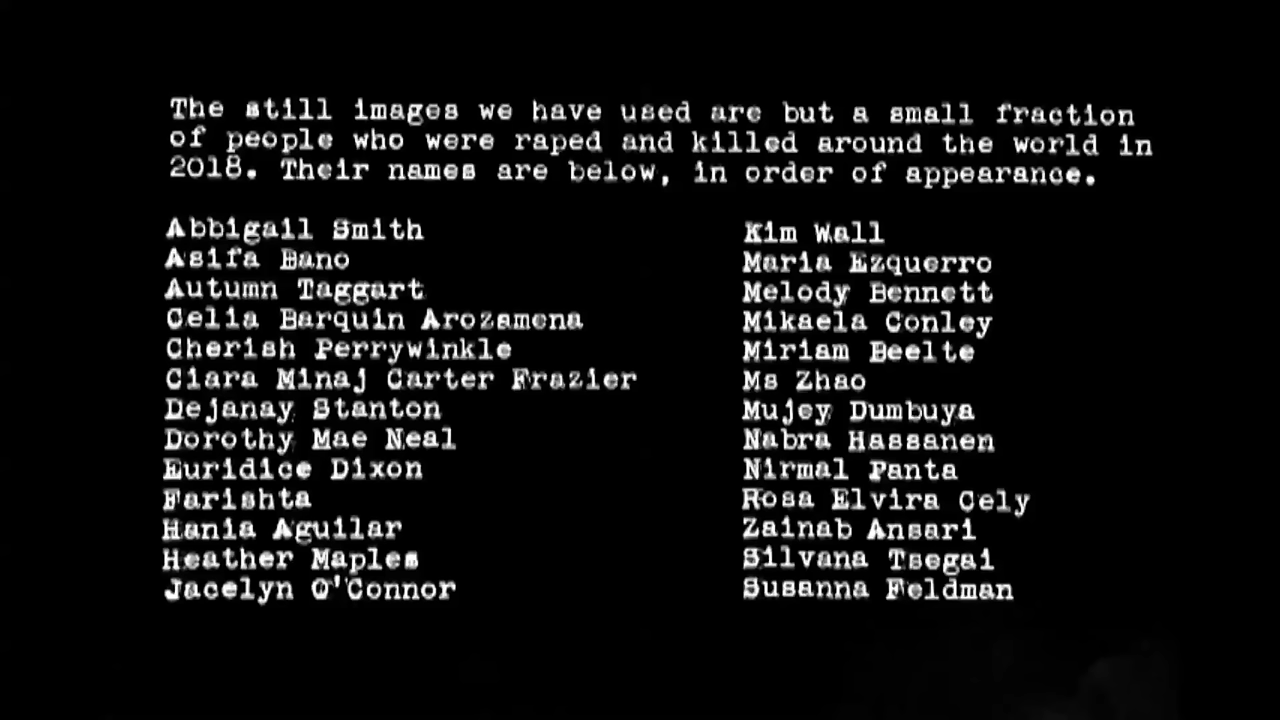 The still images we have used are but a small fraction
of people who were raped and killed around the world in
2018. Their names are below, in order of appearance.
Abbigail Smith
Asifa Bano
Autumn Taggart
Celia Barquin Arozamena
Cherish Perrywinkle
Ciara Minaj Carter Frazier
Dejanay Stanton
Dorothy Mae Neal
Euridice Dixon
Farishta
Hania Aguilar
Heather Maples
Jacelyn O'Connor
Kim Wall
Maria Ezquerro
Melody Bennett
Mikaela Conley
Miriam Beelte
Ms Zhao
Mujey Dumbuya
Nabra Hassanen
Nirmal Panta
Rosa Elvira Cely
Zainab Ansari
Silvana Tsegai
Susanna Feldman